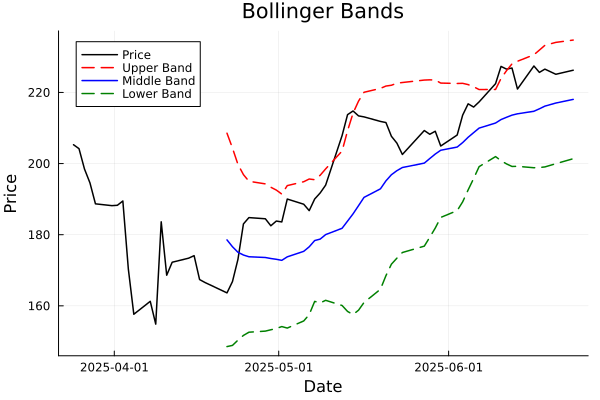 Bollinger Bands
Price
Upper Band
Middle Band
Lower Band
Price
220
200
180
160
2025-04-01 2025-05-01 2025-06-01
Date